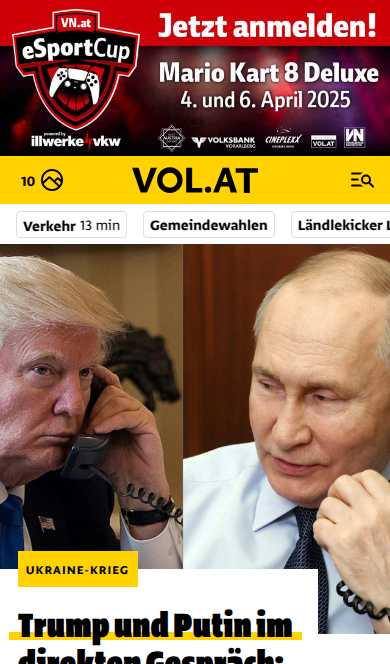 VN.at
eSportCup
powered by
illwerke vkw
Jetzt anmelden!
Mario Kart 8 Deluxe
4. und 6. April 2025
VOLKSBANK
VORARLBERG
CINEPLEXX
VOL.AT
VN
10
VOL.AT
Verkehr 13 min
Gemeindewahlen
Ländlekicker L
UKRAINE-KRIEG
Trump und Putin im
direkten Gespräch: